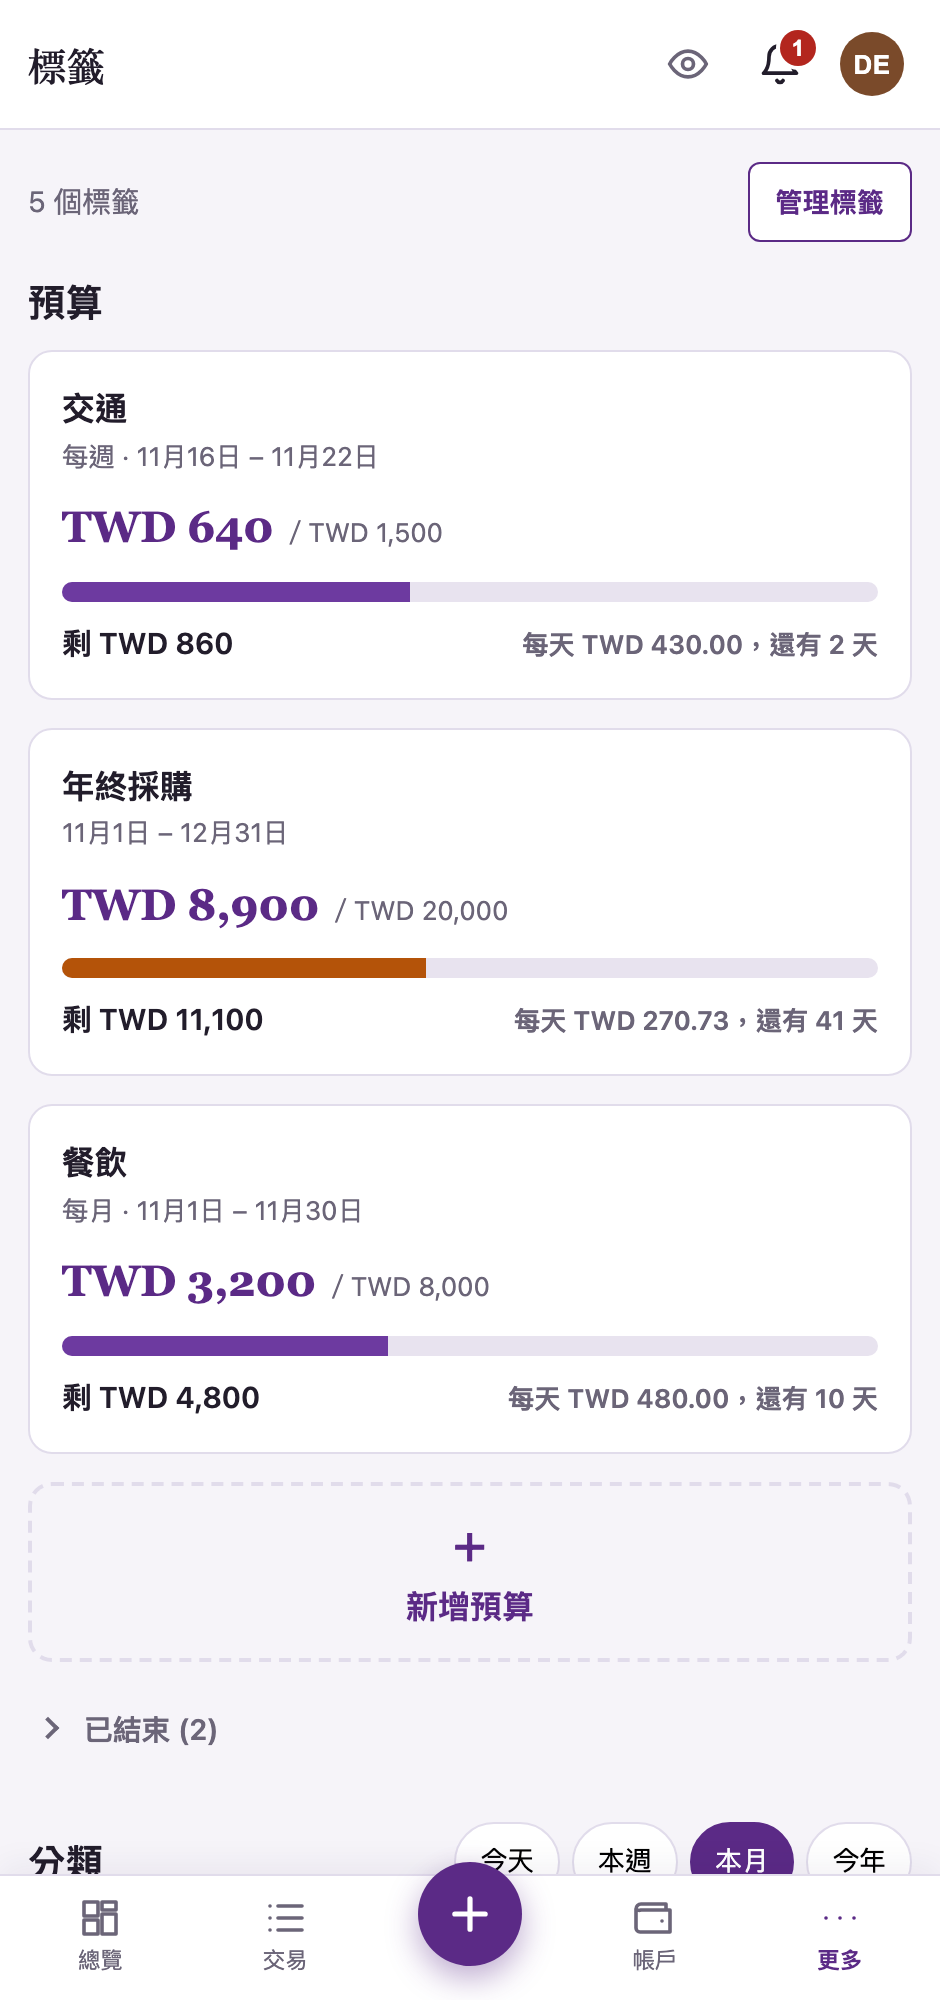 標籤
1
DE
5 個標籤
管理標籤
預算
交通
每週 · 11月16日 – 11月22日
TWD 640 / TWD 1,500
剩 TWD 860
每天 TWD 430.00，還有 2 天
年終採購
11月1日 – 12月31日
TWD 8,900 / TWD 20,000
剩 TWD 11,100
每天 TWD 270.73，還有 41 天
餐飲
每月 · 11月1日 – 11月30日
TWD 3,200 / TWD 8,000
剩 TWD 4,800
每天 TWD 480.00，還有 10 天
新增預算
已結束 (2)
分類
今天
本週
本月
今年
總覽
交易
帳戶
更多